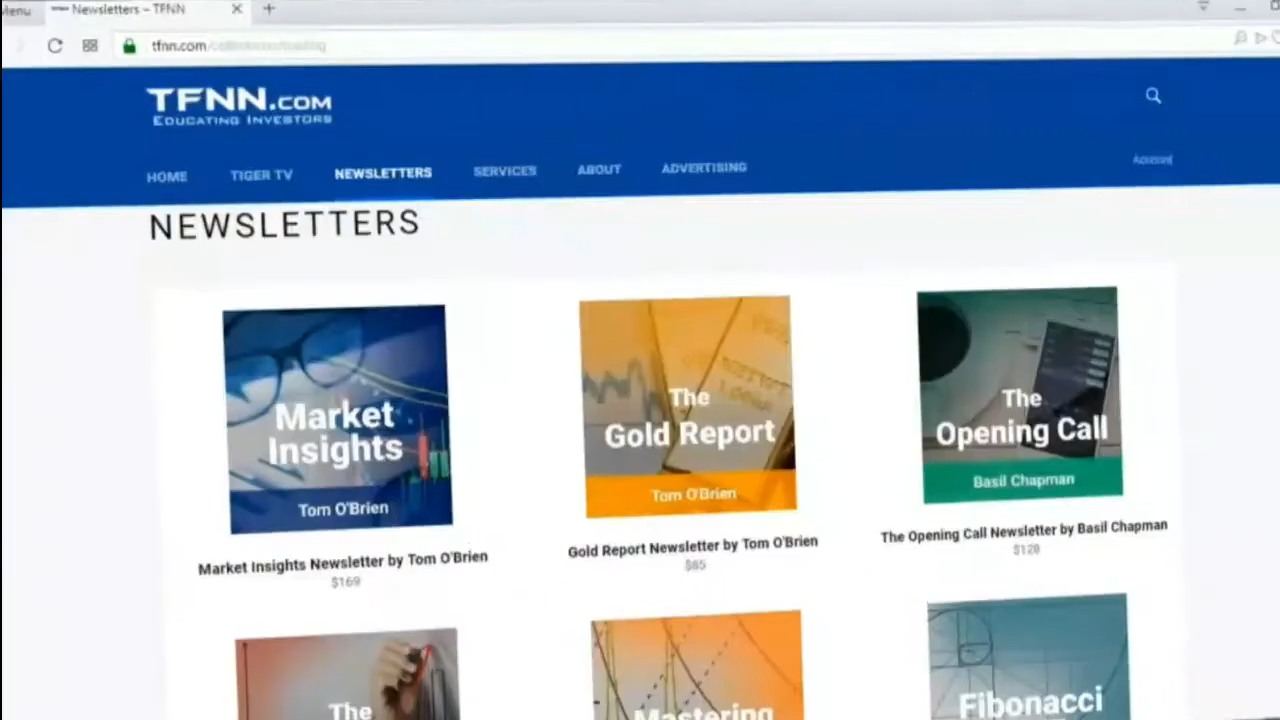 Menu
Newsletters – TFNN
tfnn.com
TFNN.COM
EDUCATING INVESTORS
HOME TIGER TV NEWSLETTERS SERVICES ABOUT ADVERTISING
Account
NEWSLETTERS
Market
Insights
Tom O'Brien
Market Insights Newsletter by Tom O'Brien
$169
The
Gold Report
Tom O'Brien
Gold Report Newsletter by Tom O'Brien
The
Opening Call
Basil Chapman
The Opening Call Newsletter by Basil Chapman
The
Mastering
Fibonacci